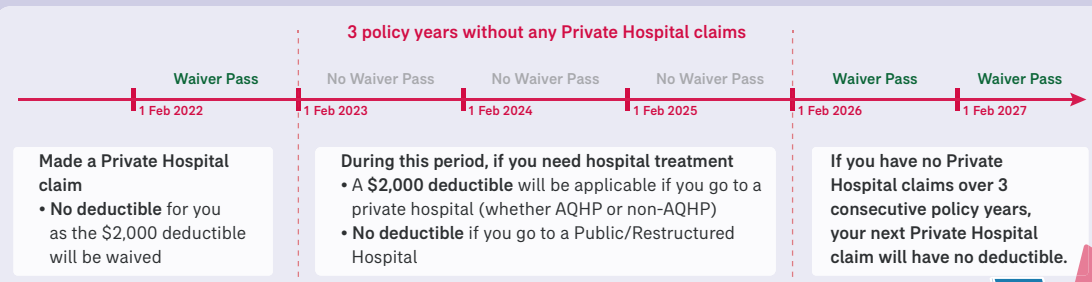 3 policy years without any Private Hospital claims
Waiver Pass
No Waiver Pass
No Waiver Pass
No Waiver Pass
Waiver Pass
Waiver Pass
1 Feb 2022
1 Feb 2023
1 Feb 2024
1 Feb 2025
1 Feb 2026
1 Feb 2027
Made a Private Hospital
claim
• No deductible for you
as the $2,000 deductible
will be waived
During this period, if you need hospital treatment
• A $2,000 deductible will be applicable if you go to a
private hospital (whether AQHP or non-AQHP)
• No deductible if you go to a Public/Restructured
Hospital
If you have no Private
Hospital claims over 3
consecutive policy years,
your next Private Hospital
claim will have no deductible.